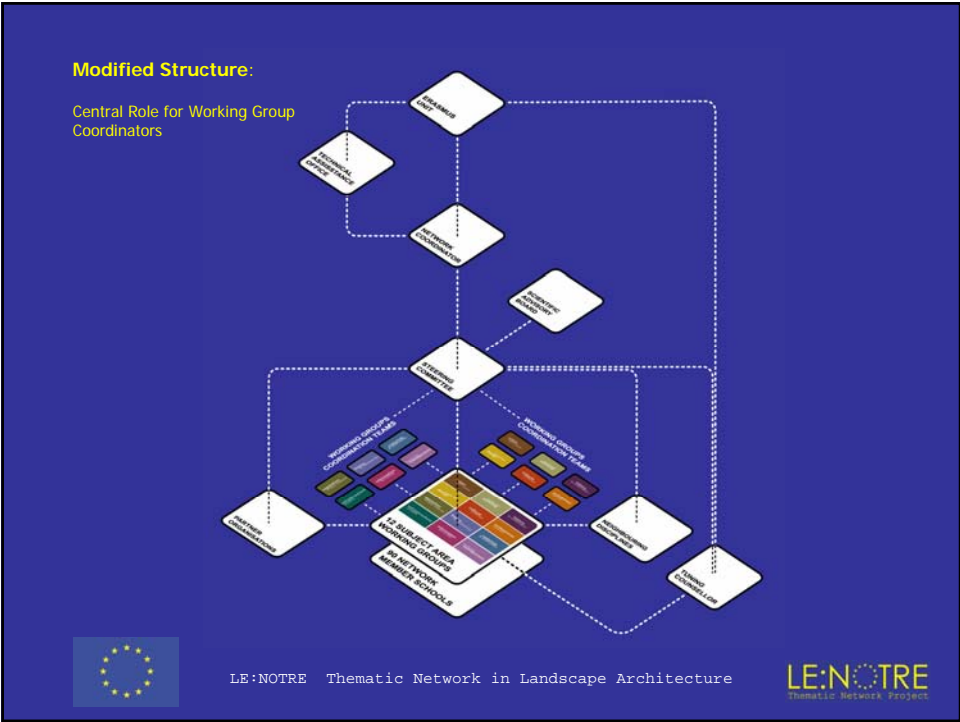 Modified Structure:
Central Role for Working Group
Coordinators
ERASMUS
UNIT
TECHNICAL
ASSISSTANCE
OFFICE
NETWORK
COORDINATOR
SCIENTIFIC
ADVISORY
BOARD
STEERING
COMMITTEE
WORKING GROUPS
COORDINATION TEAMS
WORKING GROUPS
COORDINATION TEAMS
PARTNER
ORGANISATIONS
12 SUBJECT AREA
WORKING GROUPS
90 NETWORK
MEMBER SCHOOLS
NEIGHBOURING
DISCIPLINES
TUNING
COUNSELLOR
LE:NOTRE Thematic Network in Landscape Architecture
LE:NOTRE
Thematic Network Project